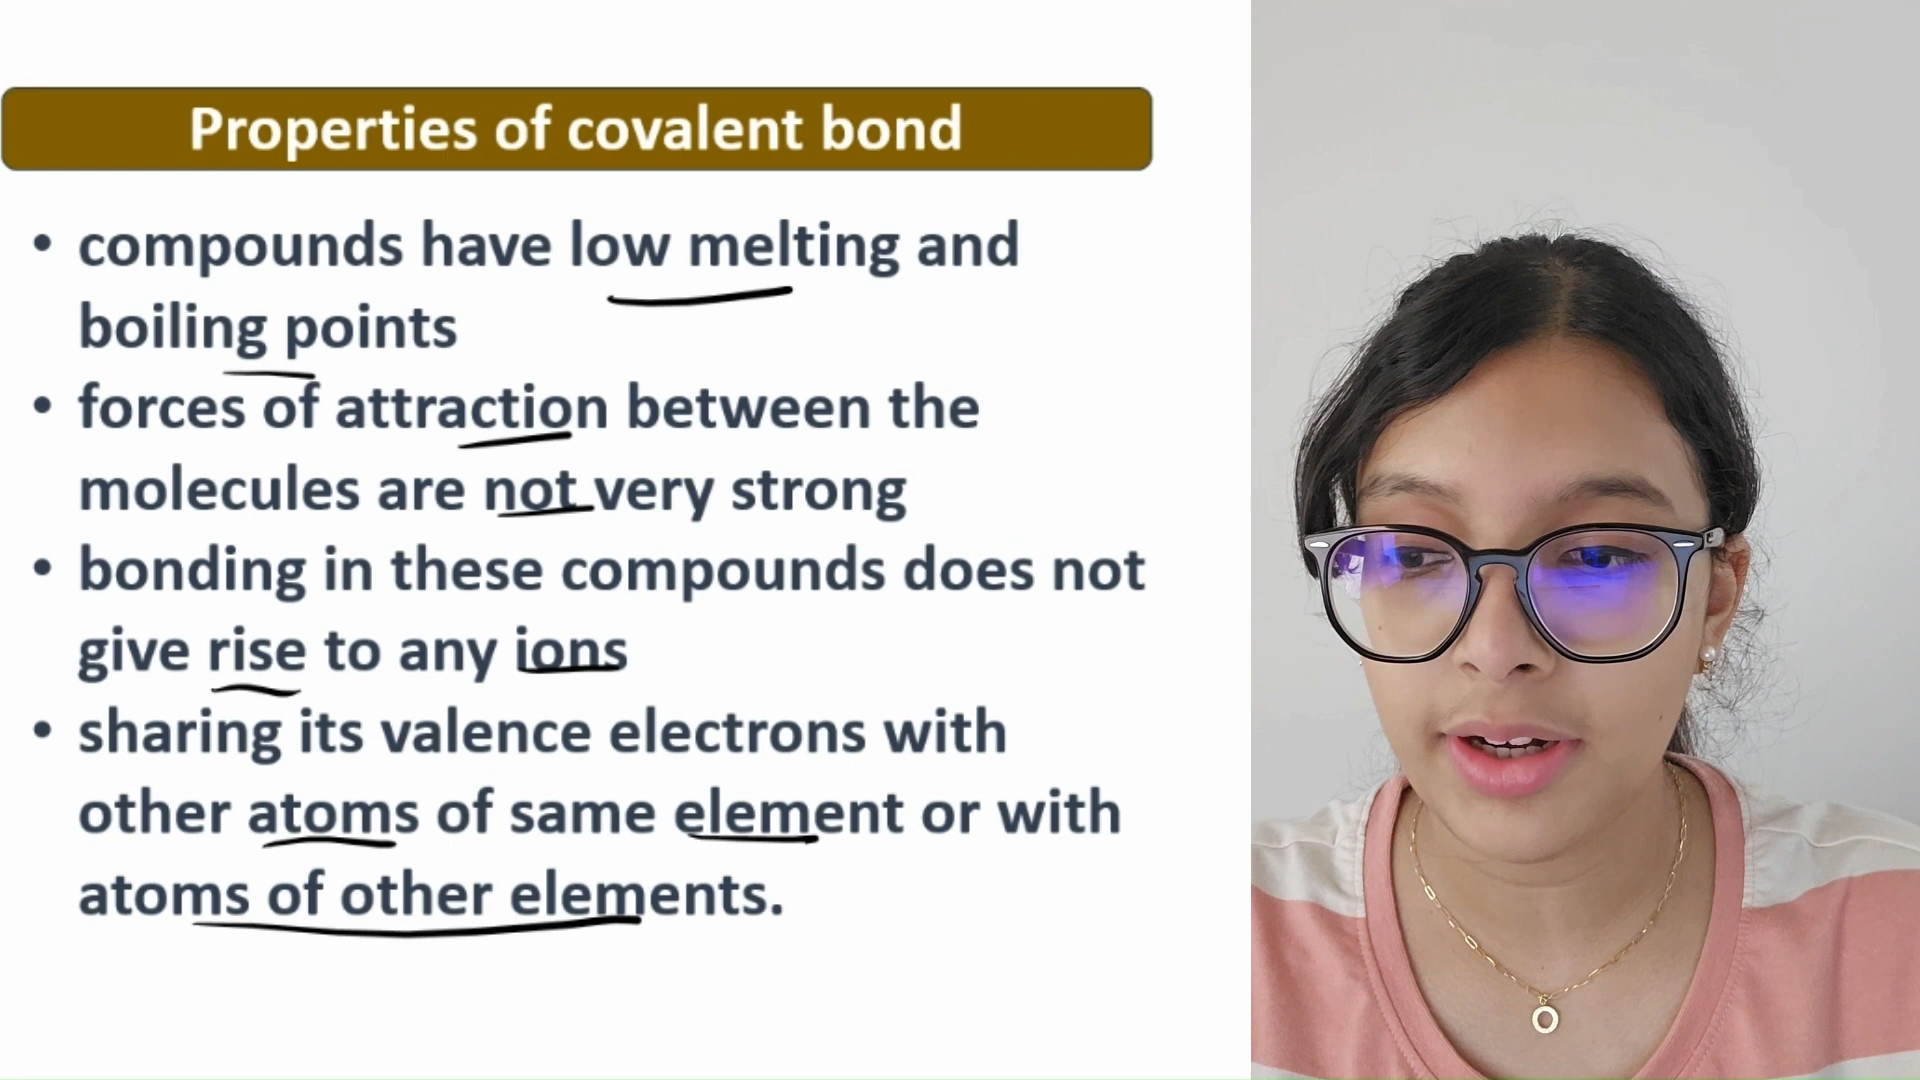 Properties of covalent bond
• compounds have low melting and
boiling points
• forces of attraction between the
molecules are not very strong
• bonding in these compounds does not
give rise to any ions
• sharing its valence electrons with
other atoms of same element or with
atoms of other elements.